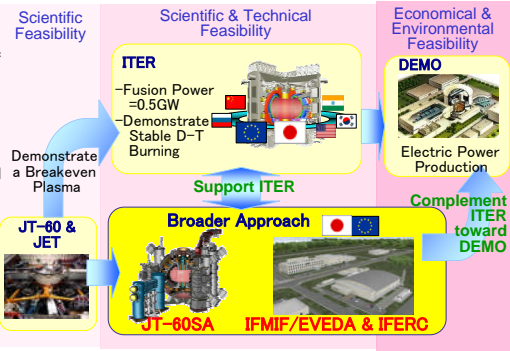 Scientific
Feasibility
Scientific & Technical
Feasibility
Economical &
Environmental
Feasibility
ITER
-Fusion Power
=0.5GW
-Demonstrate
Stable D-T
Burning
DEMO
Electric Power
Production
Demonstrate
a Breakeven
Plasma
Support ITER
Complement
ITER
toward
DEMO
JT-60 &
JET
Broader Approach
JT-60SA
IFMIF/EVEDA & IFERC